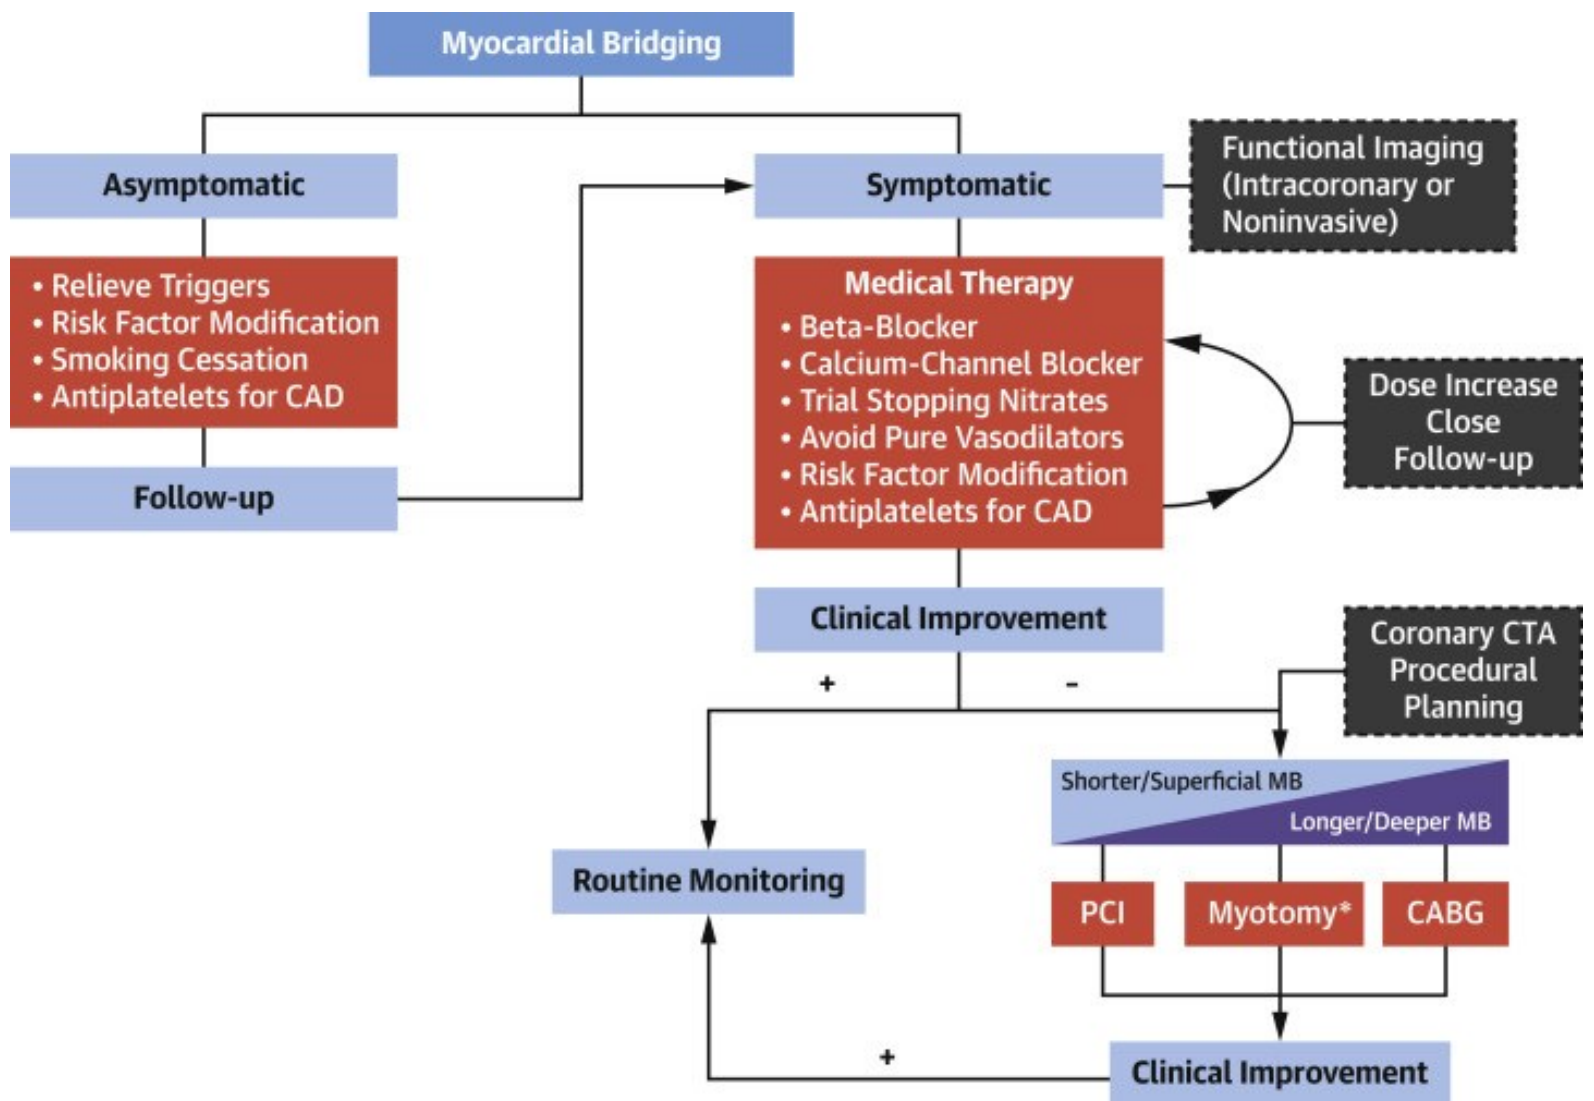 Myocardial Bridging
Asymptomatic
Symptomatic
Functional Imaging
(Intracoronary or
Noninvasive)
• Relieve Triggers
• Risk Factor Modification
• Smoking Cessation
• Antiplatelets for CAD
Follow-up
Medical Therapy
• Beta-Blocker
• Calcium-Channel Blocker
• Trial Stopping Nitrates
• Avoid Pure Vasodilators
• Risk Factor Modification
• Antiplatelets for CAD
Dose Increase
Close
Follow-up
Clinical Improvement
+
-
Coronary CTA
Procedural
Planning
Shorter/Superficial MB
Longer/Deeper MB
Routine Monitoring
PCI
Myotomy*
CABG
+
Clinical Improvement